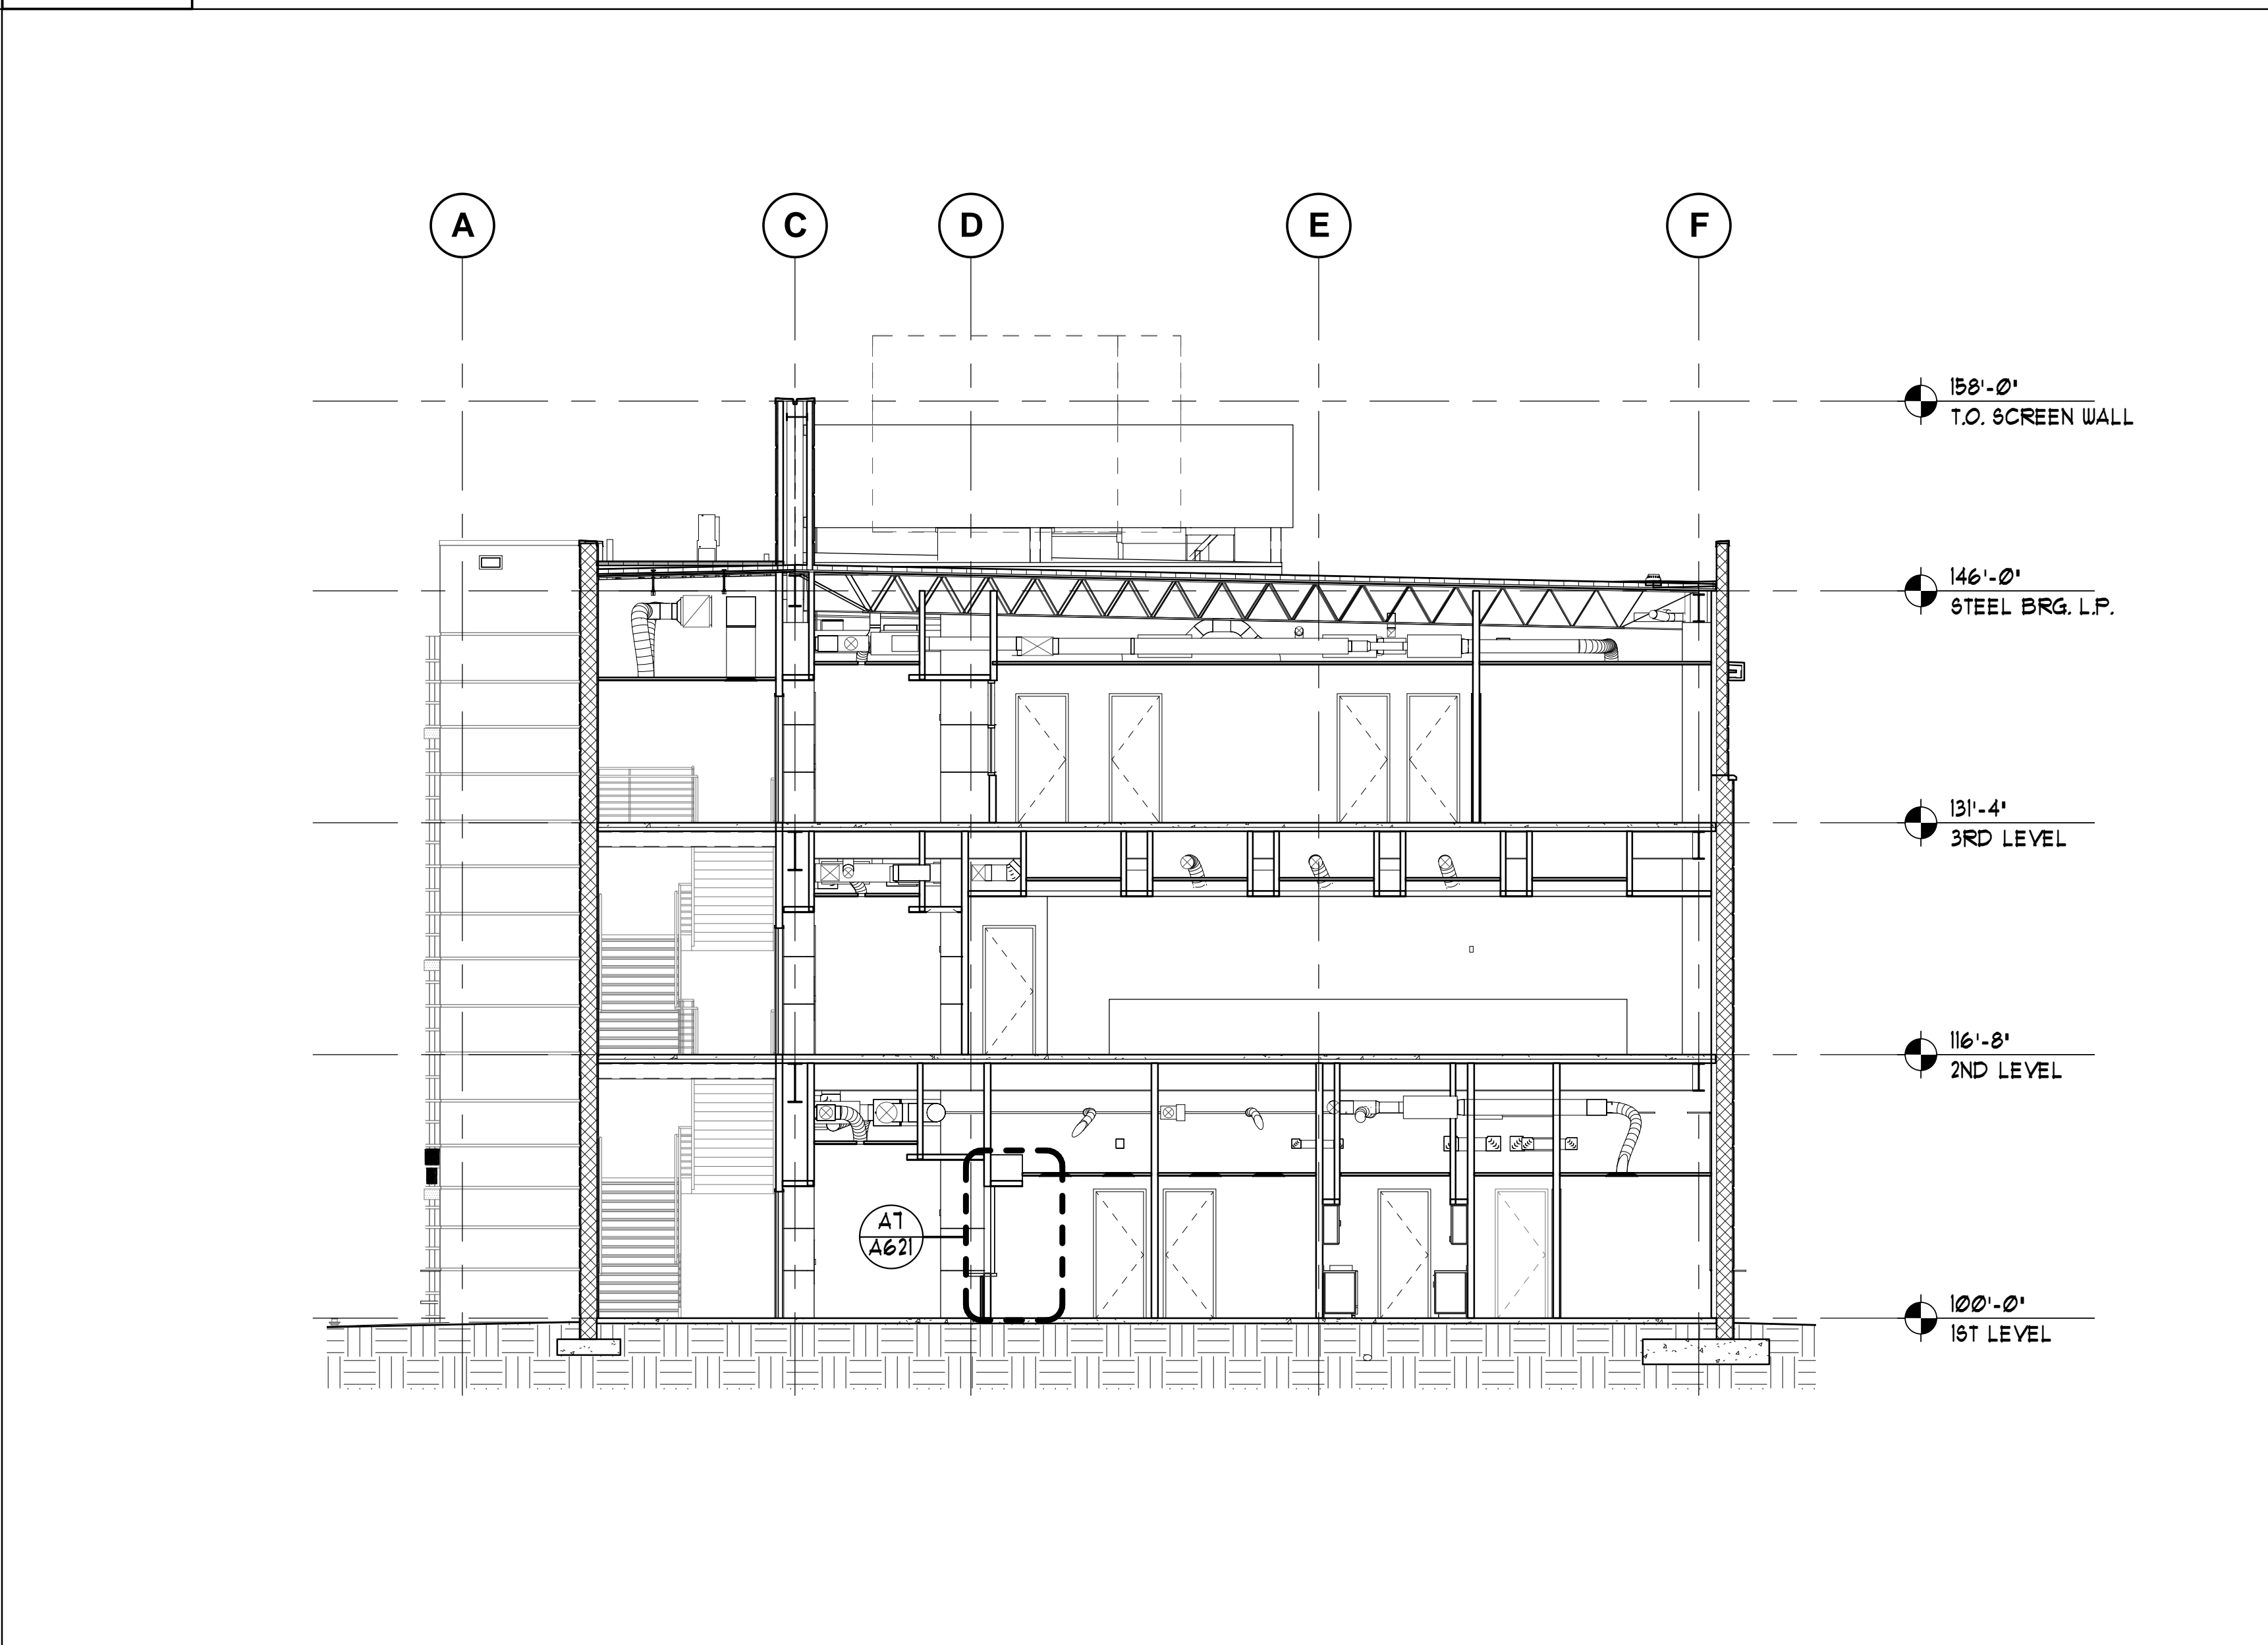 A C D E F
158'-0"
T.O. SCREEN WALL
146'-0"
STEEL BRG. L.P.
131'-4"
3RD LEVEL
116'-8"
2ND LEVEL
A7
A621
100'-0"
1ST LEVEL